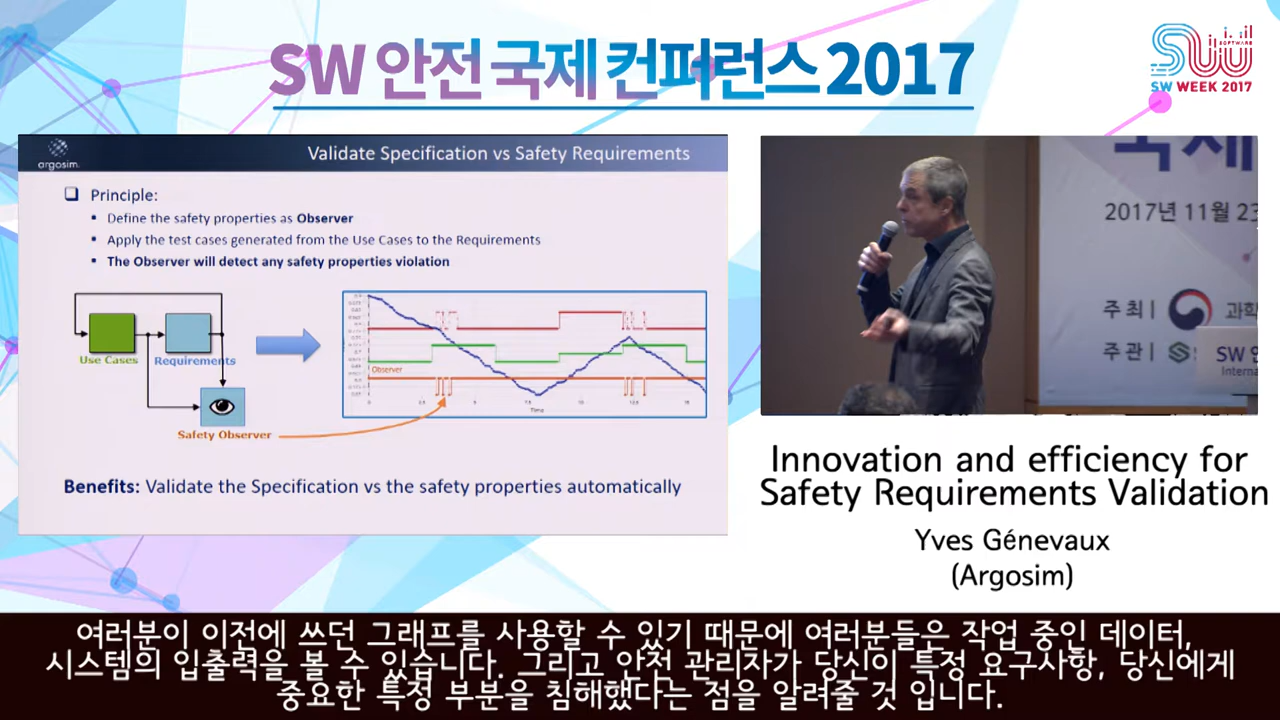 SW 안전 국제 컨퍼런스 2017
SOFTWARE
SW WEEK 2017
argosim
Validate Specification vs Safety Requirements
Principle:
Define the safety properties as Observer
Apply the test cases generated from the Use Cases to the Requirements
The Observer will detect any safety properties violation
Use Cases
Requirements
Safety Observer
Observer
Time
Benefits: Validate the Specification vs the safety properties automatically
국제
2017년 11월 23
주최 | 과학
주관 | S
SW 안
Interna
Innovation and efficiency for
Safety Requirements Validation
Yves Génevaux
(Argosim)
여러분이 이전에 쓰던 그래프를 사용할 수 있기 때문에 여러분들은 작업 중인 데이터,
시스템의 입출력을 볼 수 있습니다. 그리고 안전 관리자가 당신이 특정 요구사항, 당신에게
중요한 특정 부분을 침해했다는 점을 알려줄 것 입니다.